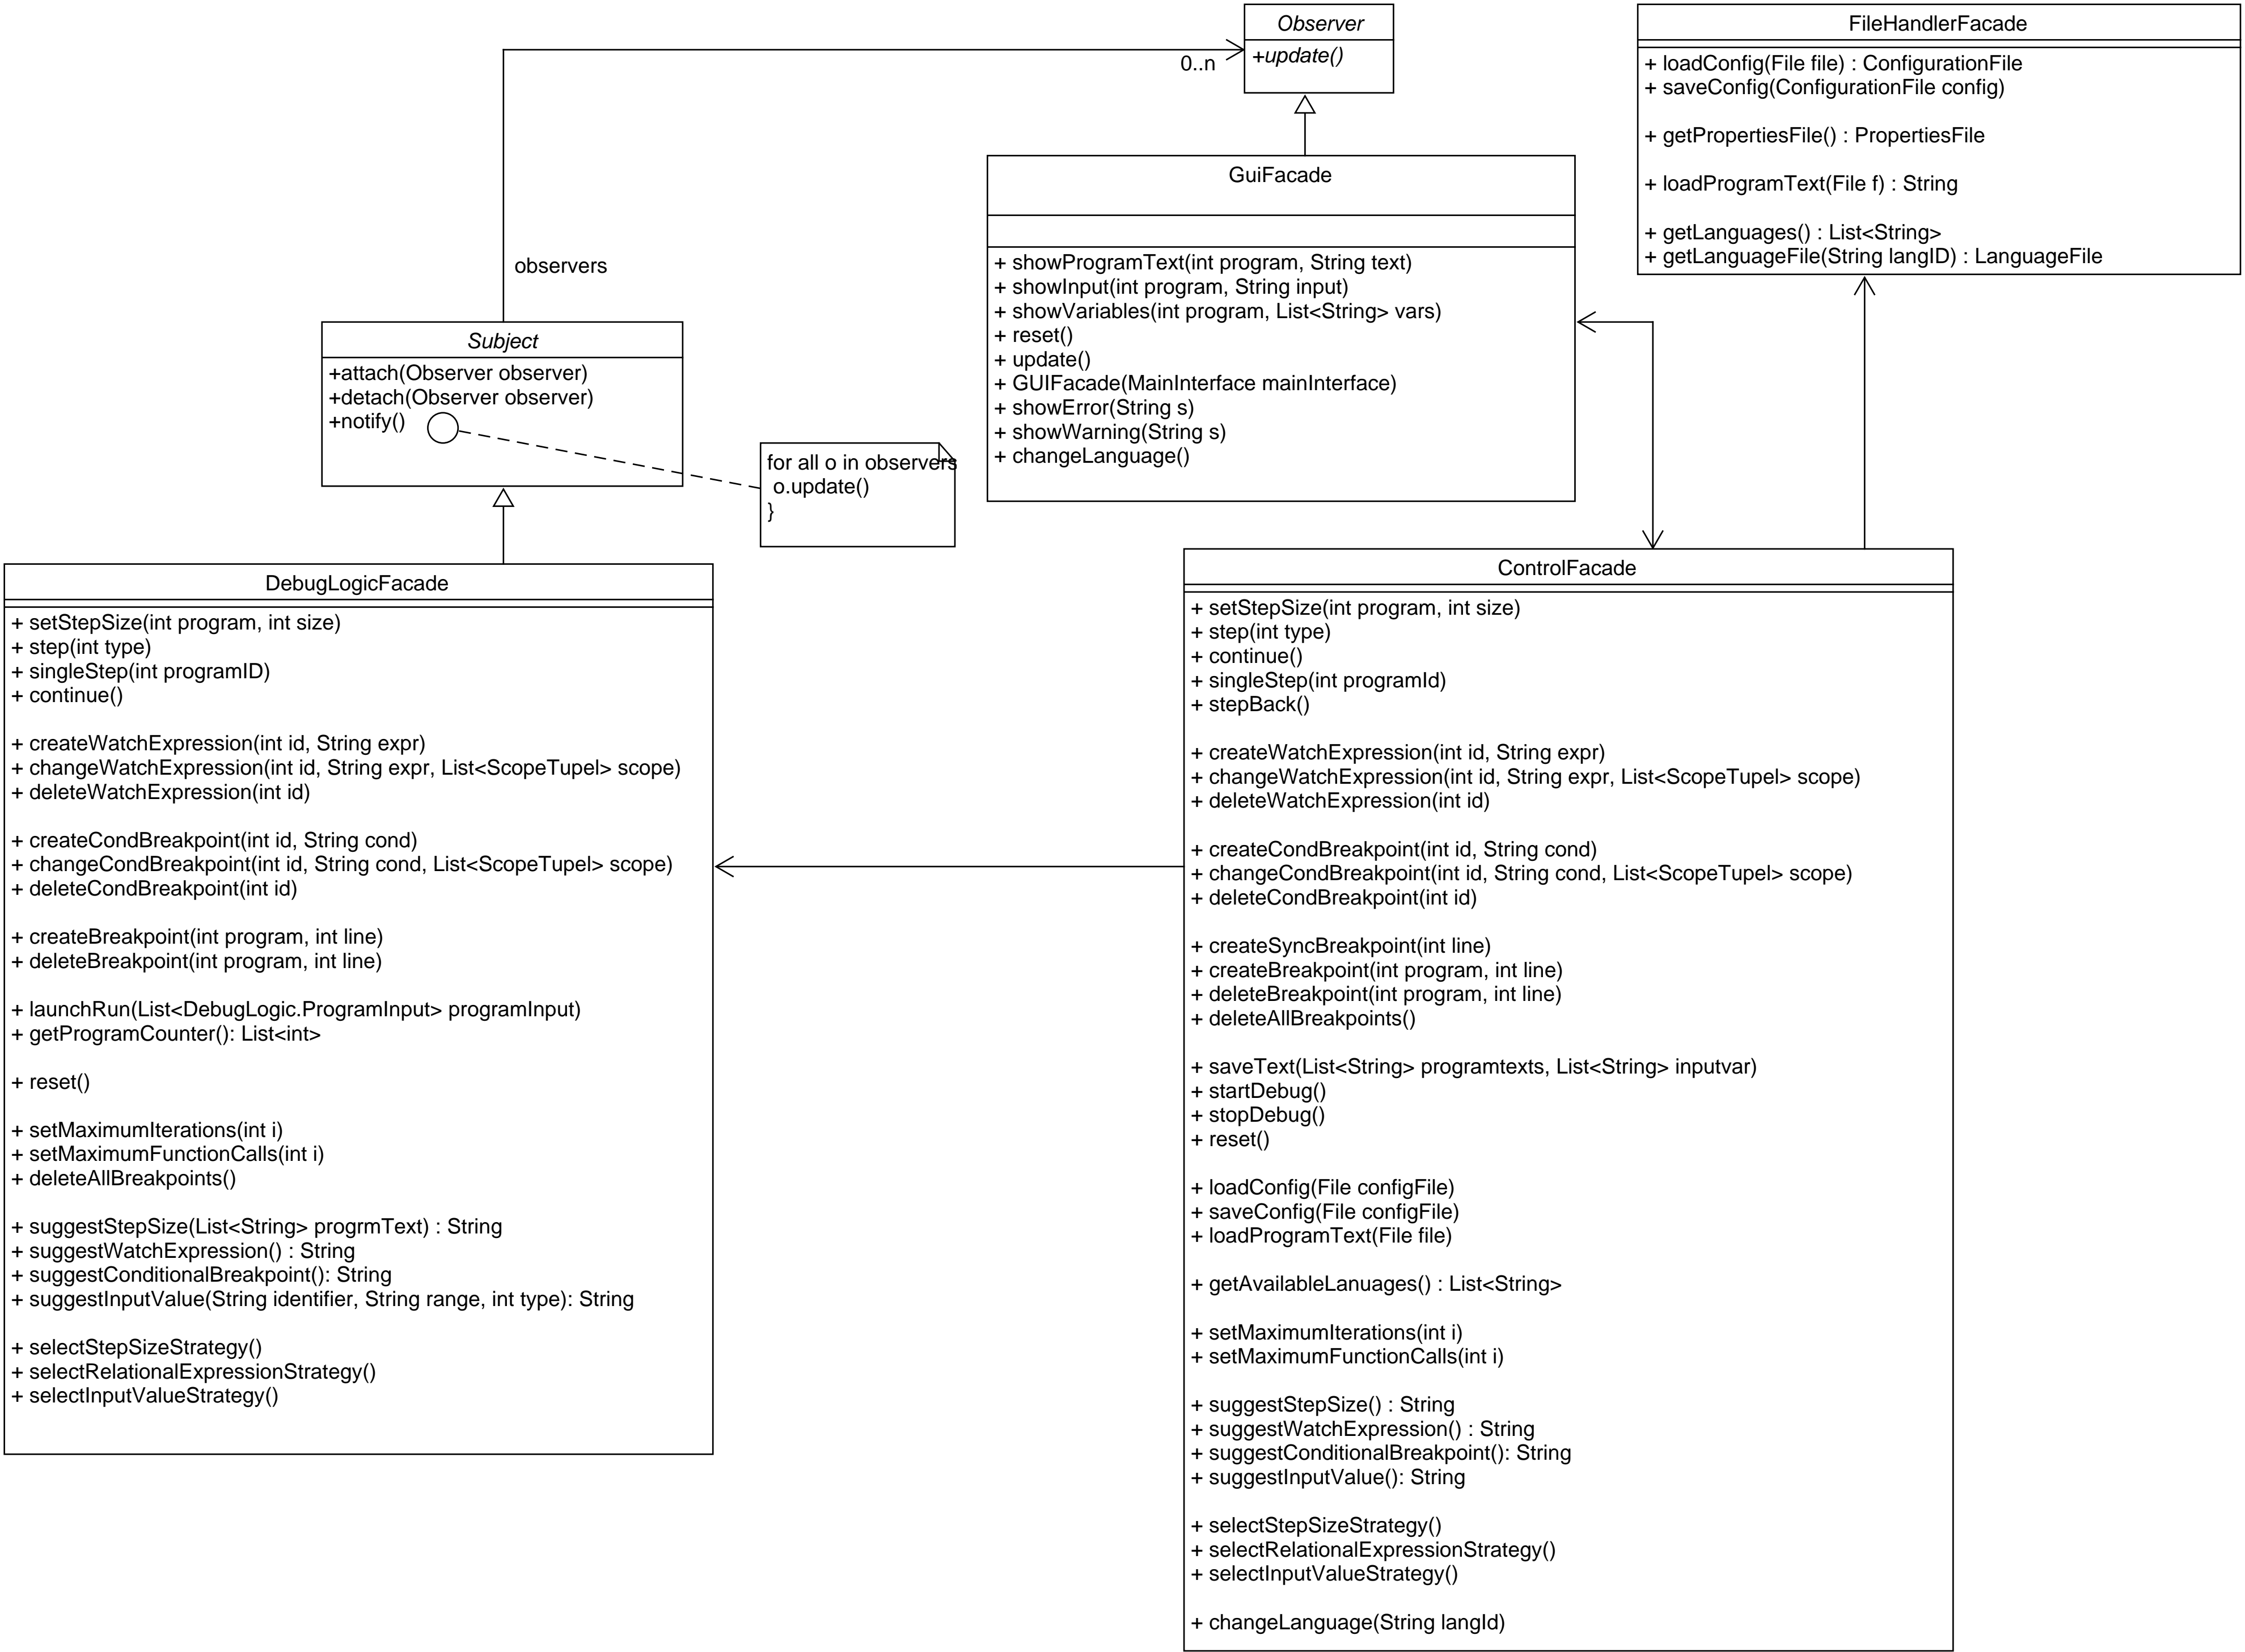 Observer
+update()
0..n
FileHandlerFacade
+ loadConfig(File file) : ConfigurationFile
+ saveConfig(ConfigurationFile config)
+ getPropertiesFile() : PropertiesFile
+ loadProgramText(File f) : String
+ getLanguages() : List<String>
+ getLanguageFile(String langID) : LanguageFile
GuiFacade
+ showProgramText(int program, String text)
+ showInput(int program, String input)
+ showVariables(int program, List<String> vars)
+ reset()
+ update()
+ GUIFacade(MainInterface mainInterface)
+ showError(String s)
+ showWarning(String s)
+ changeLanguage()
observers
Subject
+attach(Observer observer)
+detach(Observer observer)
+notify()
for all o in observers
o.update()
}
DebugLogicFacade
+ setStepSize(int program, int size)
+ step(int type)
+ singleStep(int programID)
+ continue()
+ createWatchExpression(int id, String expr)
+ changeWatchExpression(int id, String expr, List<ScopeTupel> scope)
+ deleteWatchExpression(int id)
+ createCondBreakpoint(int id, String cond)
+ changeCondBreakpoint(int id, String cond, List<ScopeTupel> scope)
+ deleteCondBreakpoint(int id)
+ createBreakpoint(int program, int line)
+ deleteBreakpoint(int program, int line)
+ launchRun(List<DebugLogic.ProgramInput> programInput)
+ getProgramCounter(): List<int>
+ reset()
+ setMaximumIterations(int i)
+ setMaximumFunctionCalls(int i)
+ deleteAllBreakpoints()
+ suggestStepSize(List<String> progrmText) : String
+ suggestWatchExpression() : String
+ suggestConditionalBreakpoint(): String
+ suggestInputValue(String identifier, String range, int type): String
+ selectStepSizeStrategy()
+ selectRelationalExpressionStrategy()
+ selectInputValueStrategy()
ControlFacade
+ setStepSize(int program, int size)
+ step(int type)
+ continue()
+ singleStep(int programId)
+ stepBack()
+ createWatchExpression(int id, String expr)
+ changeWatchExpression(int id, String expr, List<ScopeTupel> scope)
+ deleteWatchExpression(int id)
+ createCondBreakpoint(int id, String cond)
+ changeCondBreakpoint(int id, String cond, List<ScopeTupel> scope)
+ deleteCondBreakpoint(int id)
+ createSyncBreakpoint(int line)
+ createBreakpoint(int program, int line)
+ deleteBreakpoint(int program, int line)
+ deleteAllBreakpoints()
+ saveText(List<String> programtexts, List<String> inputvar)
+ startDebug()
+ stopDebug()
+ reset()
+ loadConfig(File configFile)
+ saveConfig(File configFile)
+ loadProgramText(File file)
+ getAvailableLanuages() : List<String>
+ setMaximumIterations(int i)
+ setMaximumFunctionCalls(int i)
+ suggestStepSize() : String
+ suggestWatchExpression() : String
+ suggestConditionalBreakpoint(): String
+ suggestInputValue(): String
+ selectStepSizeStrategy()
+ selectRelationalExpressionStrategy()
+ selectInputValueStrategy()
+ changeLanguage(String langId)